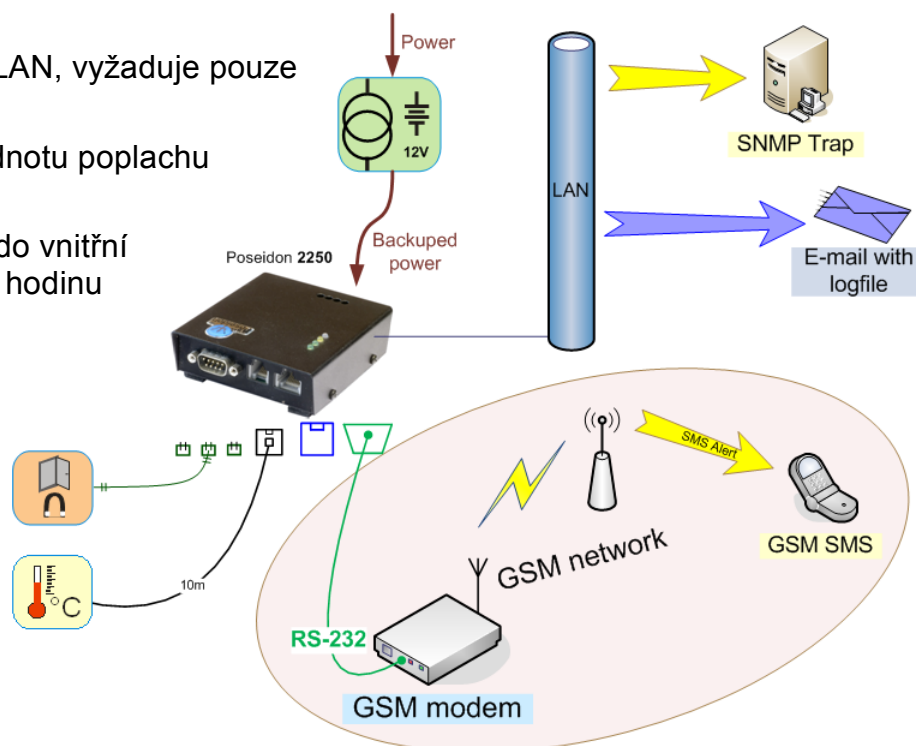 LAN, vyžaduje pouze
dnotu poplachu
do vnitřní
hodinu
Power
12V
Backuped
power
Poseidon 2250
LAN
SNMP Trap
E-mail with
logfile
SMS Alert
GSM SMS
GSM network
10m
°C
RS-232
GSM modem